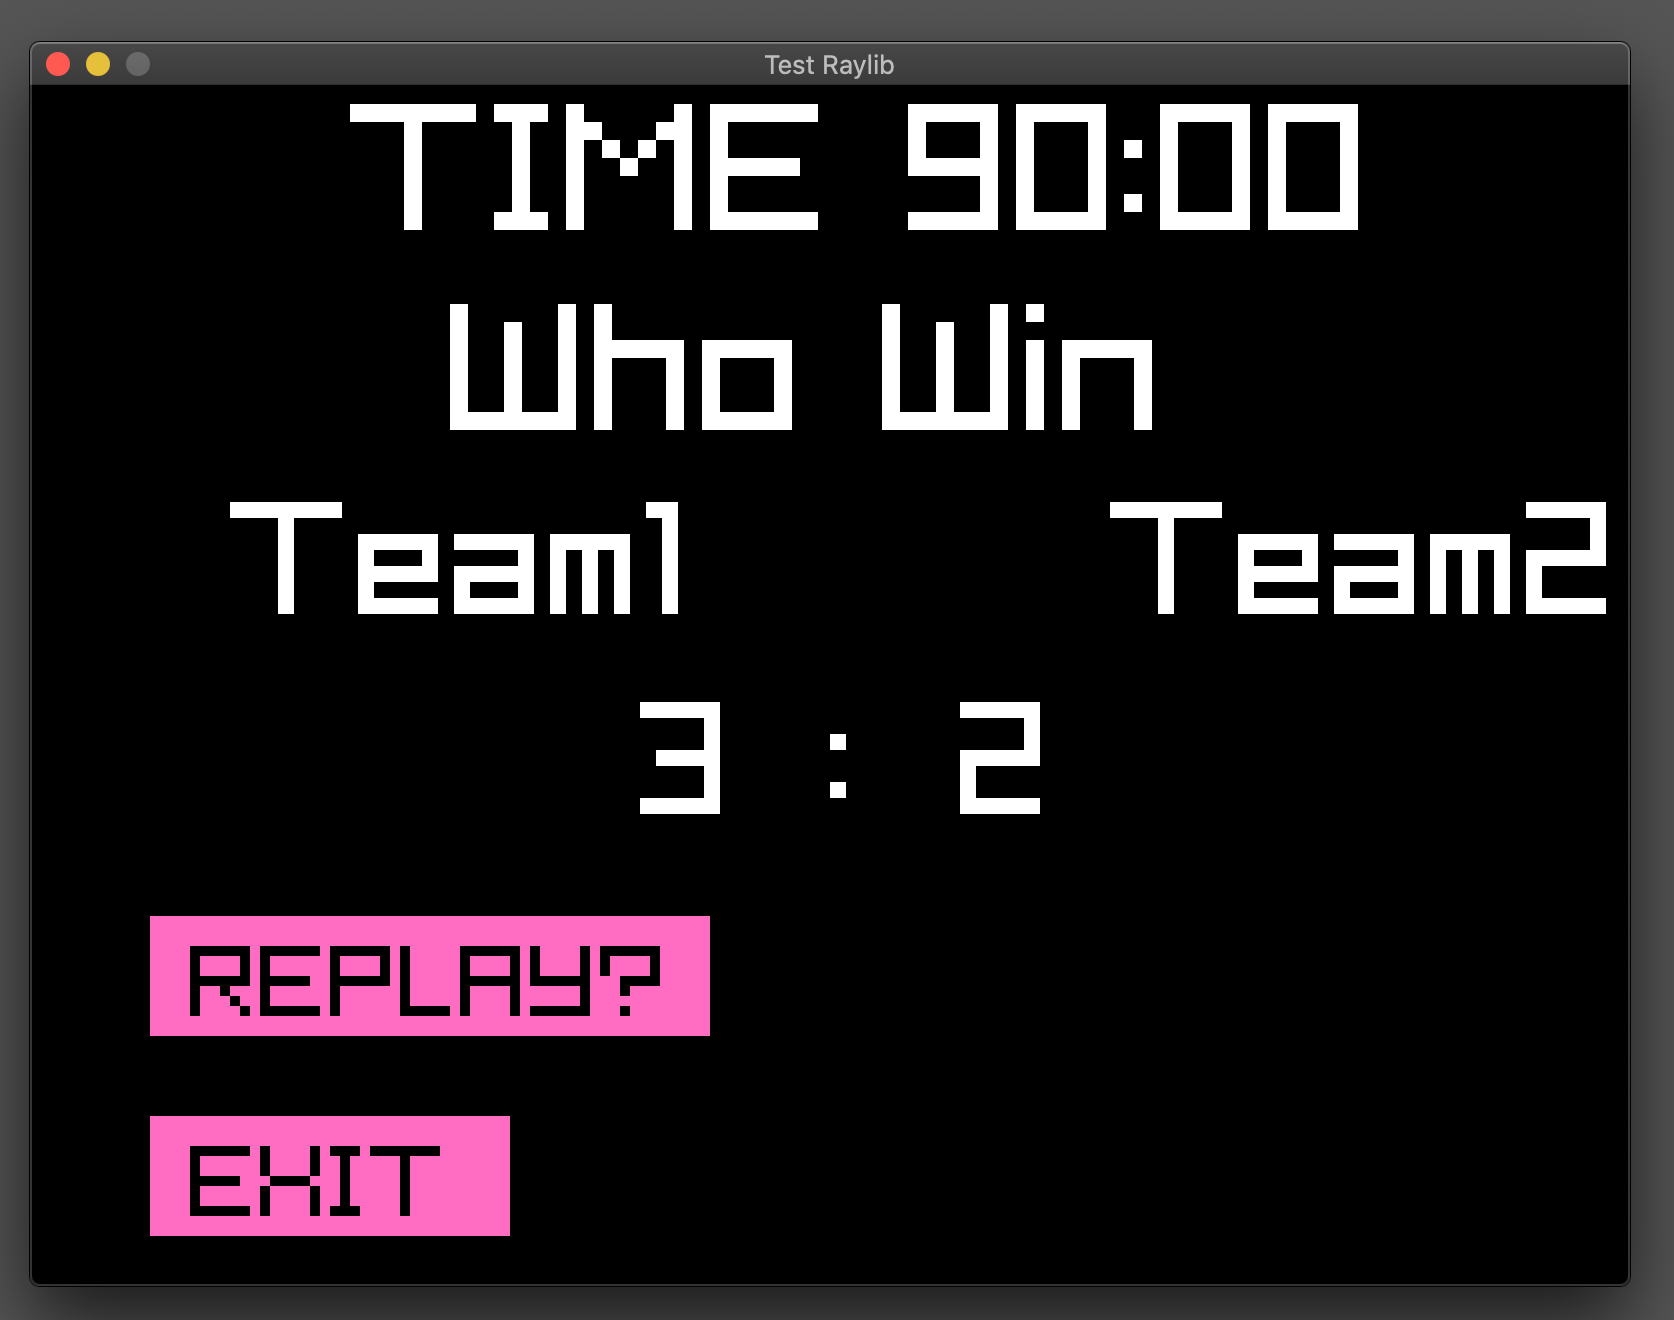 Test Raylib
TIME 90:00
Who Win
Team1 Team2
3 : 2
REPLAY?
EXIT